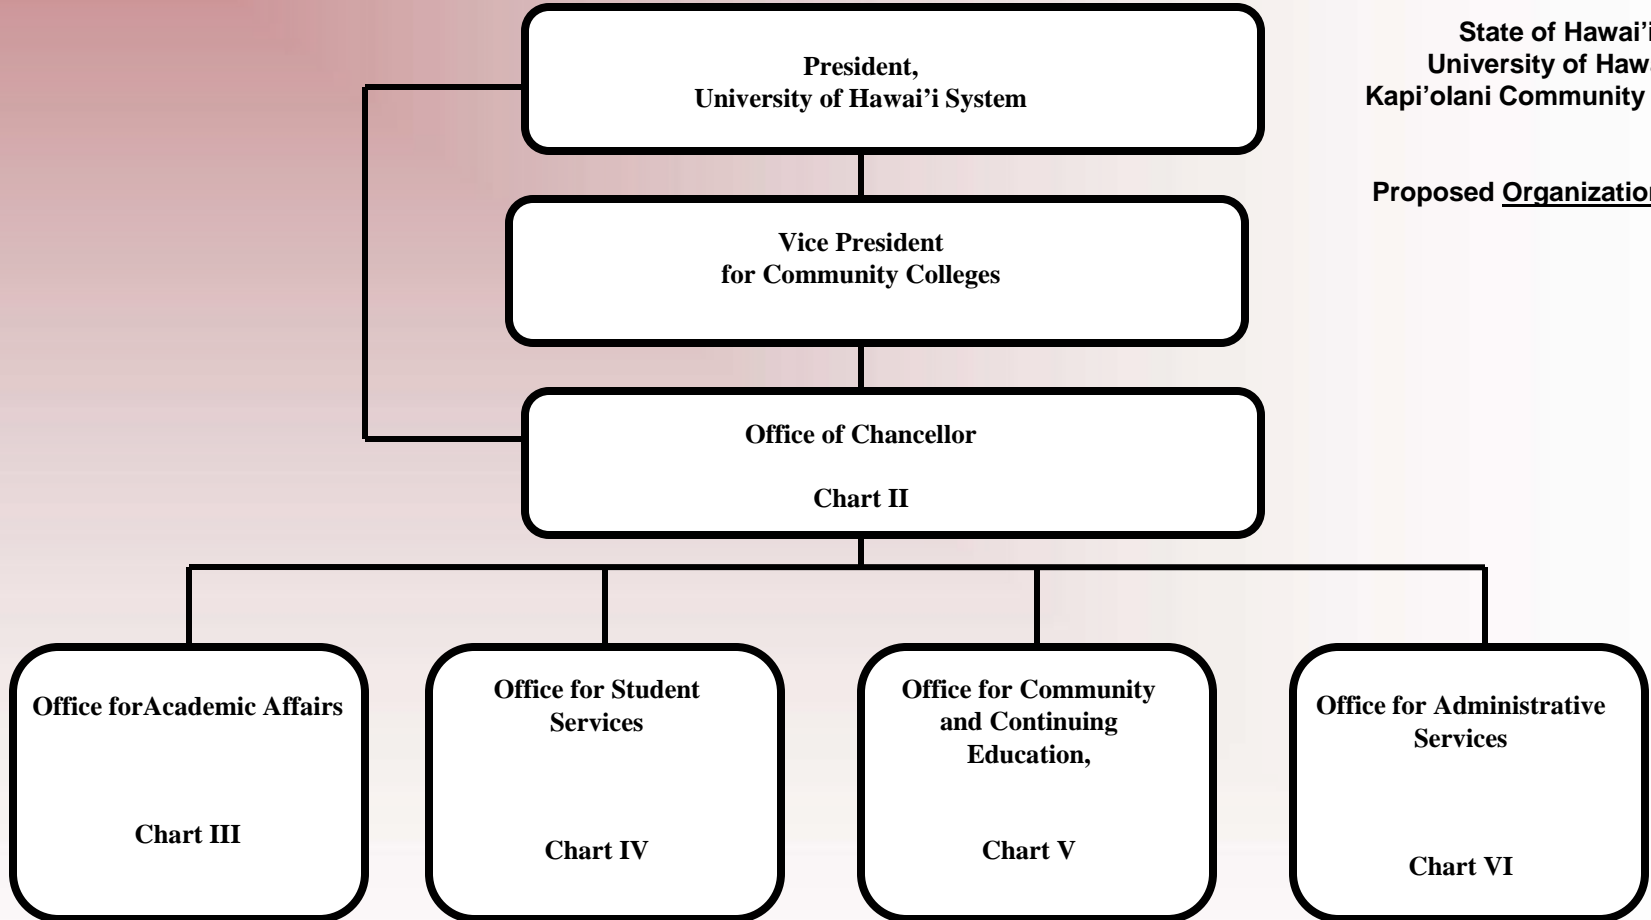 President,
University of Hawai’i System
State of Hawai’i
University of
Kapi’olani Community
Proposed
Vice President
for Community Colleges
Office of Chancellor
Chart II
Office forAcademic Affairs
Chart III
Office for Student
Services
Chart IV
Office for Community
and Continuing
Education,
Chart V
Office for Administrative
Services
Chart VI